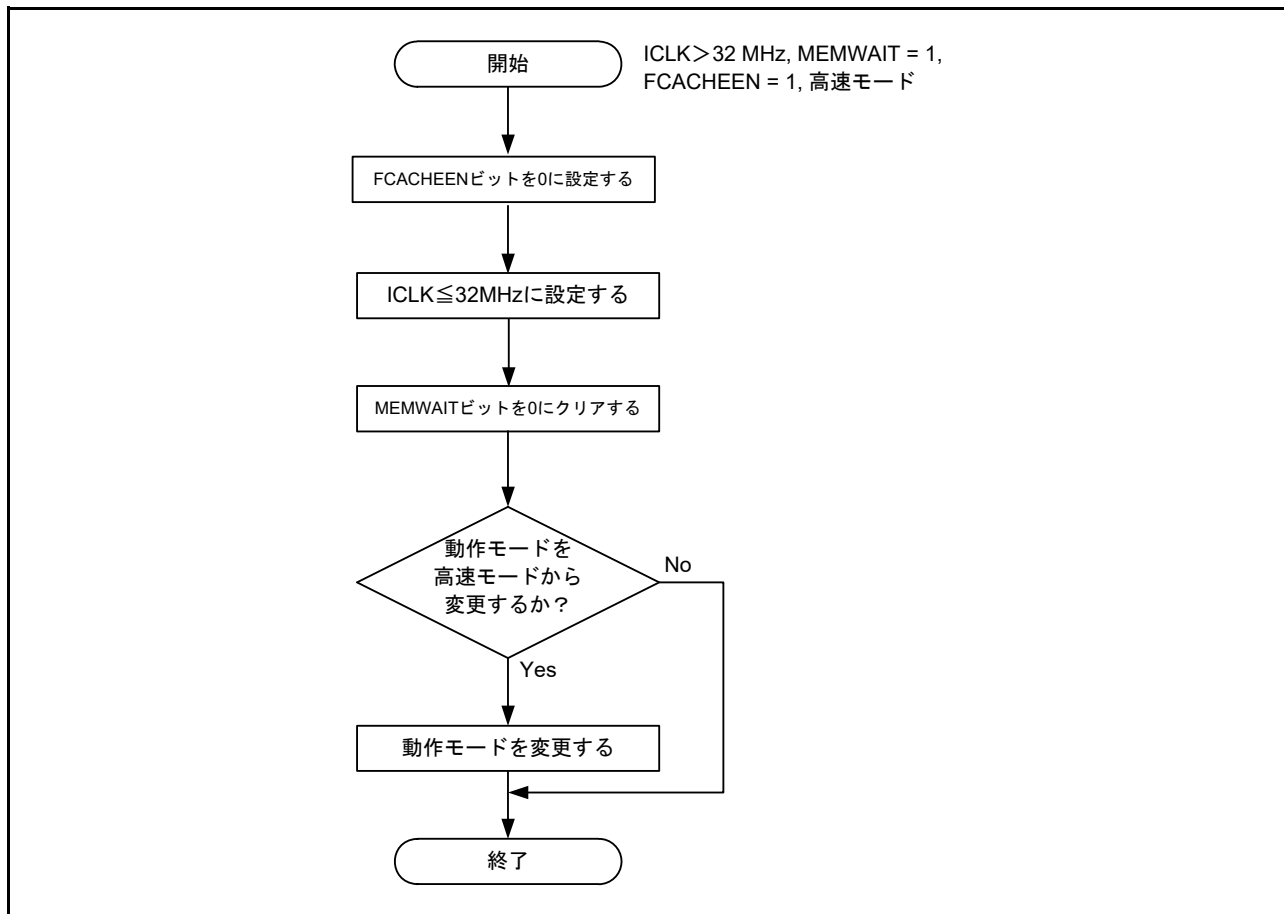 開始
ICLK＞32 MHz, MEMWAIT = 1,
FCACHEEN = 1, 高速モード
FCACHEENビットを0に設定する
ICLK≦32MHzに設定する
MEMWAITビットを0にクリアする
動作モードを
高速モードから
変更するか？
No
Yes
動作モードを変更する
終了